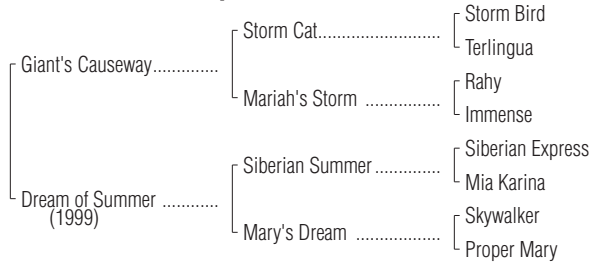 Storm Bird
Storm Cat..........................
Terlingua
Giant's Causeway..............
Rahy
Mariah's Storm ................
Immense
Siberian Express
Siberian Summer..............
Mia Karina
Dream of Summer ............
(1999)
Skywalker
Mary's Dream ..................
Proper Mary